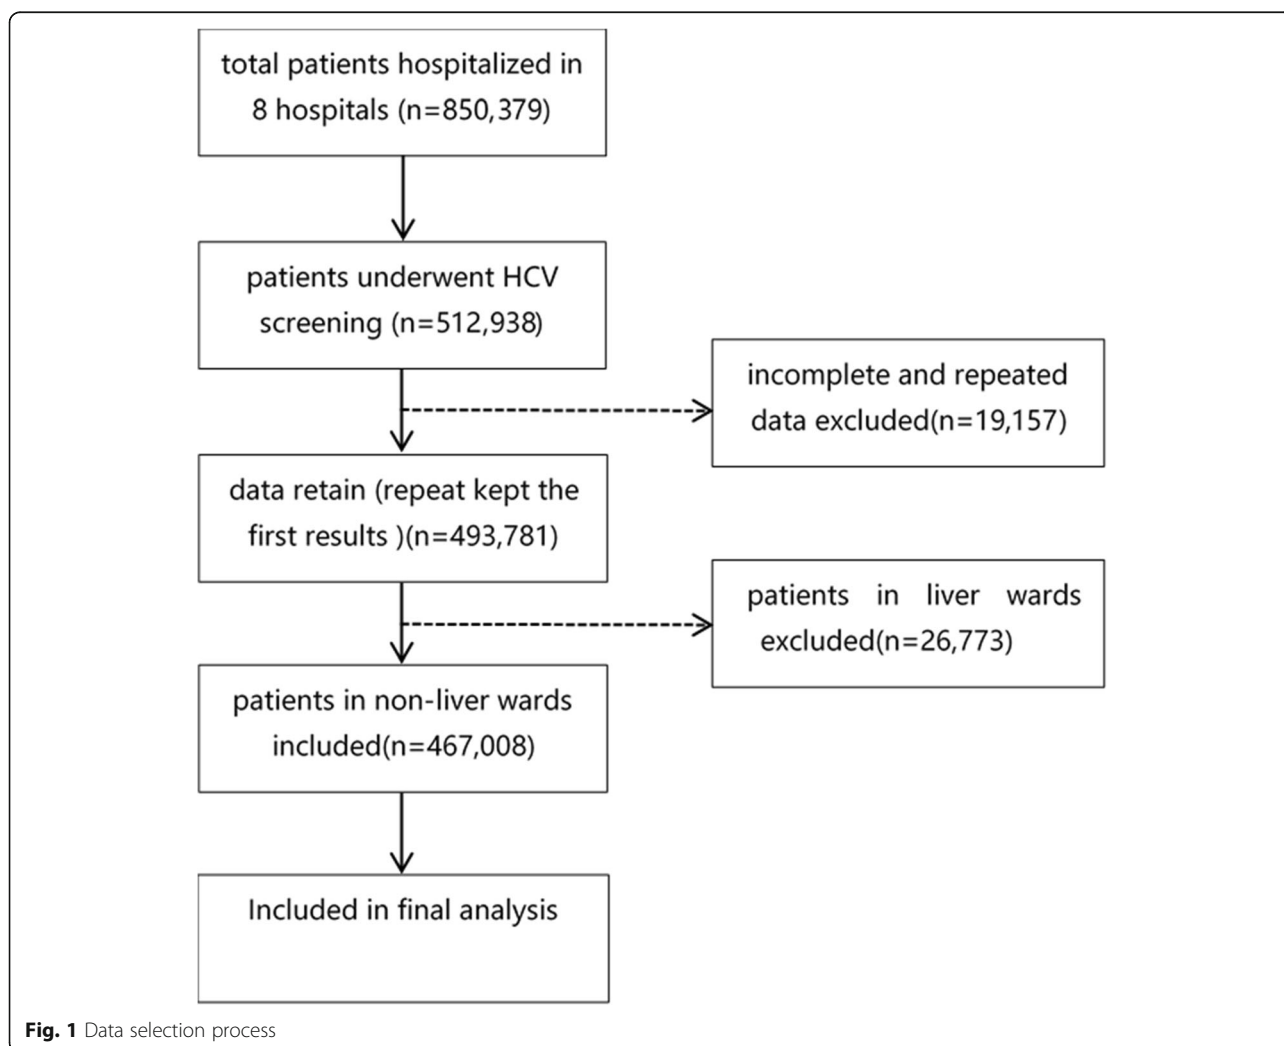 total patients hospitalized in
8 hospitals (n=850,379)
patients underwent HCV
screening (n=512,938)
incomplete and repeated
data excluded(n=19,157)
data retain (repeat kept the
first results )(n=493,781)
patients in liver wards
excluded(n=26,773)
patients in non-liver wards
included(n=467,008)
Included in final analysis
Fig. 1 Data selection process